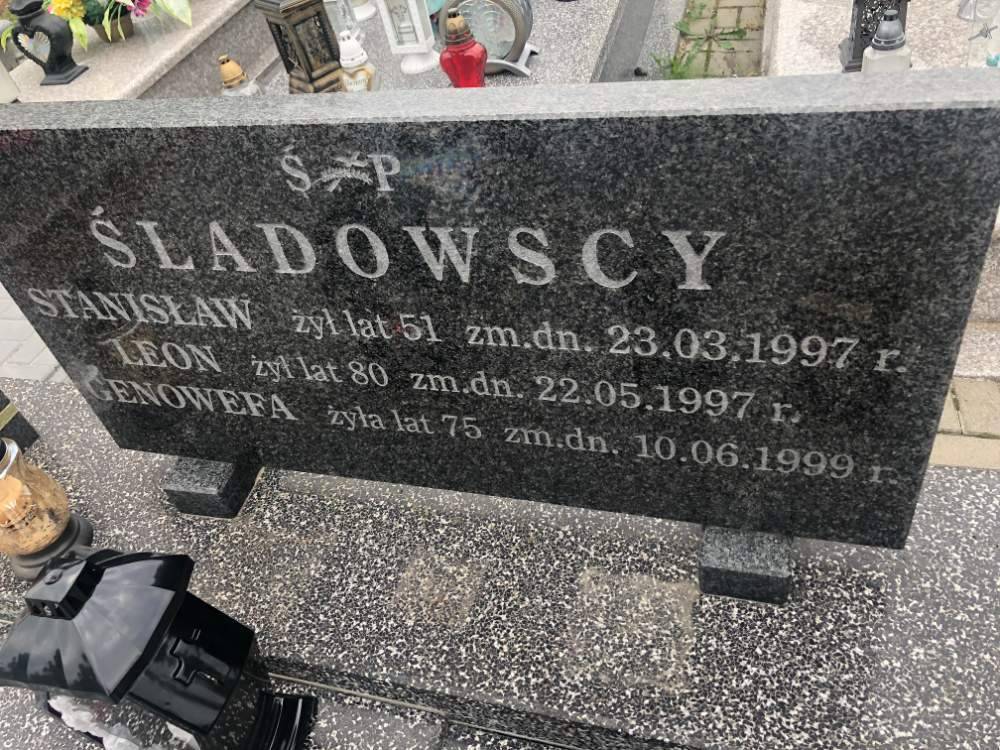 Ś P
ŚLADOWSCY
STANISŁAW żył lat 51 zm.dn. 23.03.1997 r.
LEON żył lat 80 zm.dn. 22.05.1997 r.
GENOWEFA żyła lat 75 zm.dn. 10.06.1999 r.